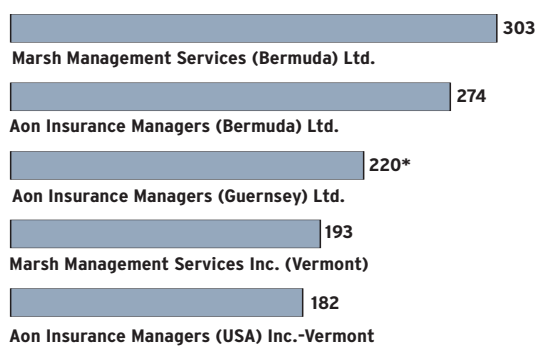 303
Marsh Management Services (Bermuda) Ltd.
274
Aon Insurance Managers (Bermuda) Ltd.
220*
Aon Insurance Managers (Guernsey) Ltd.
193
Marsh Management Services Inc. (Vermont)
182
Aon Insurance Managers (USA) Inc.-Vermont